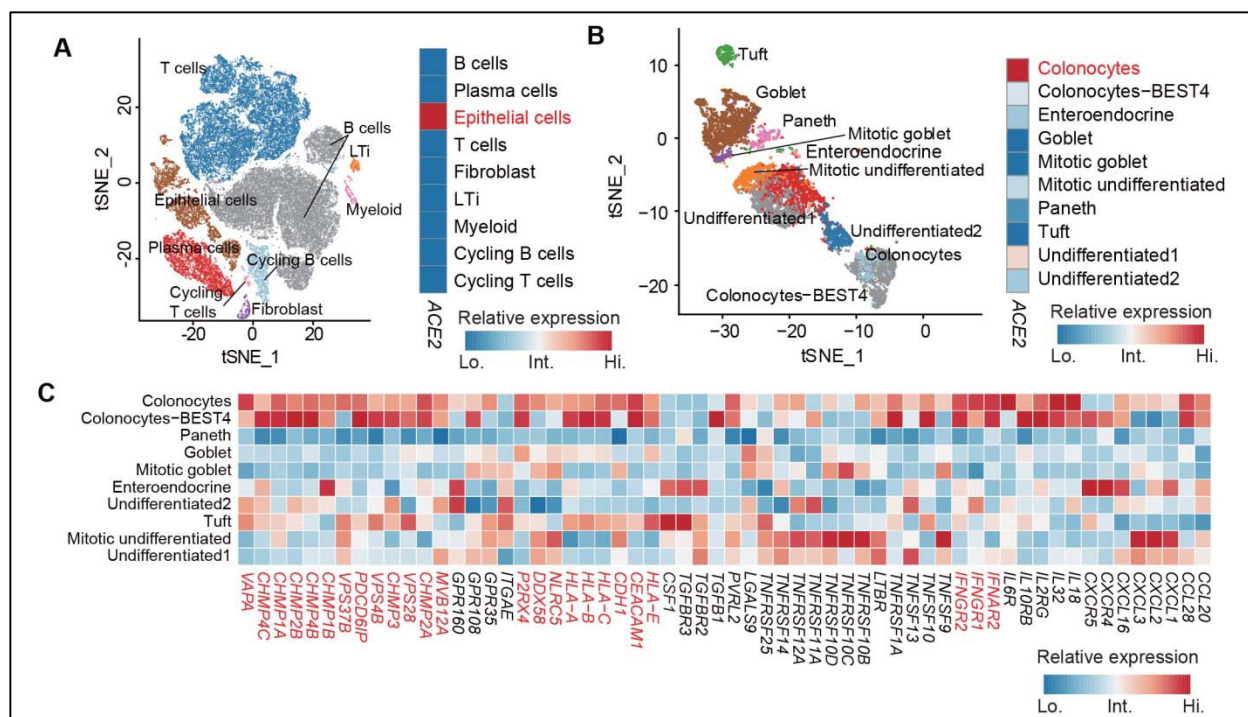 A
T cells
B cells
LTi
Myeloid
Epihtelial cells
Plasma cells
Cycling B cells
Cycling
T cells
Fibroblast
20
0
-20
tSNE_2
-20
0
20
tSNE_1
B cells
Plasma cells
Epithelial cells
T cells
Fibroblast
LTi
Myeloid
Cycling B cells
Cycling T cells
ACE2
Relative expression
Lo.
Int.
Hi.
B
Tuft
Goblet
Paneth
Mitotic goblet
Enteroendocrine
Mitotic undifferentiated
Undifferentiated1
Undifferentiated2
Colonocytes
Colonocytes−BEST4
10
0
−10
−20
tSNE_2
−30
−20
−10
0
tSNE_1
Colonocytes
Colonocytes−BEST4
Enteroendocrine
Goblet
Mitotic goblet
Mitotic undifferentiated
Paneth
Tuft
Undifferentiated1
Undifferentiated2
ACE2
Relative expression
Lo.
Int.
Hi.
C
Colonocytes
Colonocytes−BEST4
Paneth
Goblet
Mitotic goblet
Enteroendocrine
Undifferentiated2
Tuft
Mitotic undifferentiated
Undifferentiated1
VAPA
CHMP4C
CHMP1A
CHMP2B
CHMP4B
CHMP1B
VPS37B
PDCD6IP
VPS4B
CHMP3
VPS28
CHMP2A
MVB12A
GPR160
GPR108
GPR35
ITGAE
P2RX4
DDX58
NLRC5
HLA-A
HLA-B
HLA-C
CDH1
CEACAM1
HLA-E
CSF1
TGFBR3
TGFBR2
TGFB1
PVRL2
LGALS9
TNFRSF25
TNFRSF14
TNFRSF12A
TNFRSF11A
TNFRSF10D
TNFRSF10C
TNFRSF10B
LTBR
TNFRSF1A
TNFSF13
TNFSF10
TNFSF9
IFNGR2
IFNGR1
IFNAR2
IL6R
IL10RB
IL2RG
IL32
IL18
CXCR5
CXCR4
CXCL16
CXCL3
CXCL2
CXCL1
CCL28
CCL20
Relative expression
Lo.
Int.
Hi.